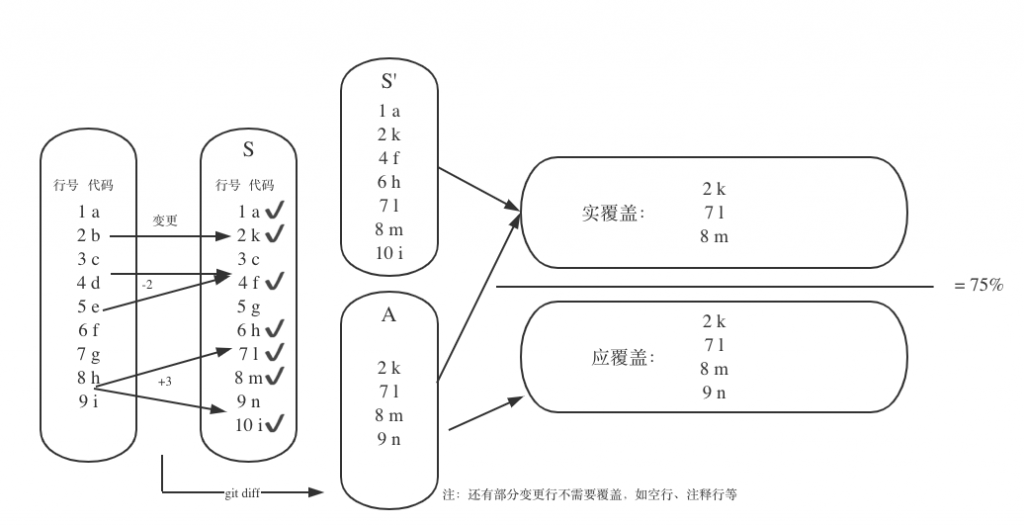 行号 代码
1 a
2 b
3 c
4 d
5 e
6 f
7 g
8 h
9 i
变更
-2
+3
S
行号 代码
1 a ✓
2 k ✓
3 c
4 f ✓
5 g
6 h ✓
7 l ✓
8 m ✓
9 n
10 i ✓
git diff
S'
1 a
2 k
4 f
6 h
7 l
8 m
10 i
A
2 k
7 l
8 m
9 n
实覆盖：
2 k
7 l
8 m
= 75%
应覆盖：
2 k
7 l
8 m
9 n
注：还有部分变更行不需要覆盖，如空行、注释行等